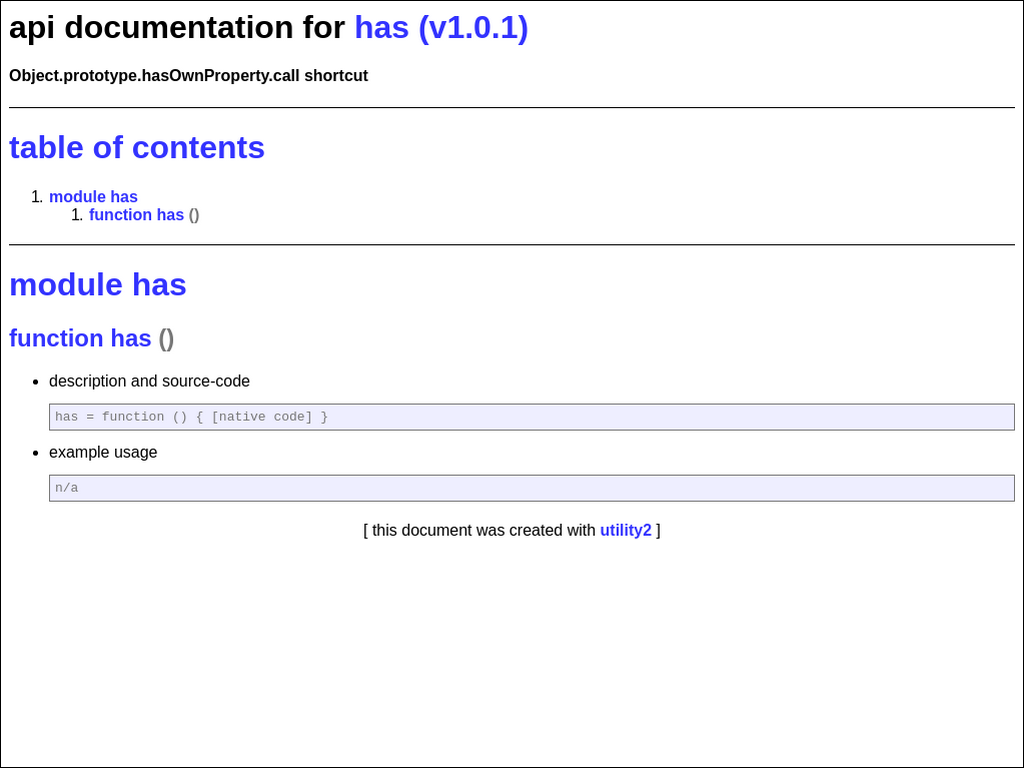 api documentation for has (v1.0.1)
Object.prototype.hasOwnProperty.call shortcut
table of contents
1. module has
1. function has ()
module has
function has ()
• description and source-code
has = function () { [native code] }
• example usage
n/a
[ this document was created with utility2 ]